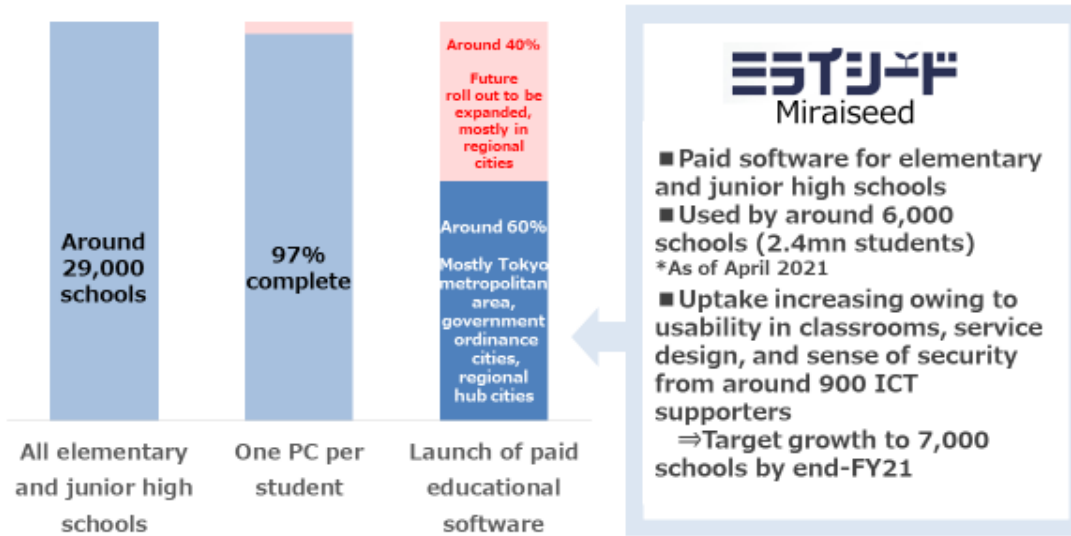 Around
29,000
schools
97%
complete
Around 40%
Future
roll out to be
expanded,
mostly in
regional
cities
Around 60%
Mostly Tokyo
metropolitan
area,
government
ordinance
cities,
regional
hub cities
All elementary
and junior high
schools
One PC per
student
Launch of paid
educational
software
ミライシード
Miraiseed
■Paid software for elementary
and junior high schools
■Used by around 6,000
schools (2.4mn students)
*As of April 2021
■Uptake increasing owing to
usability in classrooms, service
design, and sense of security
from around 900 ICT
supporters
⇒Target growth to 7,000
schools by end-FY21